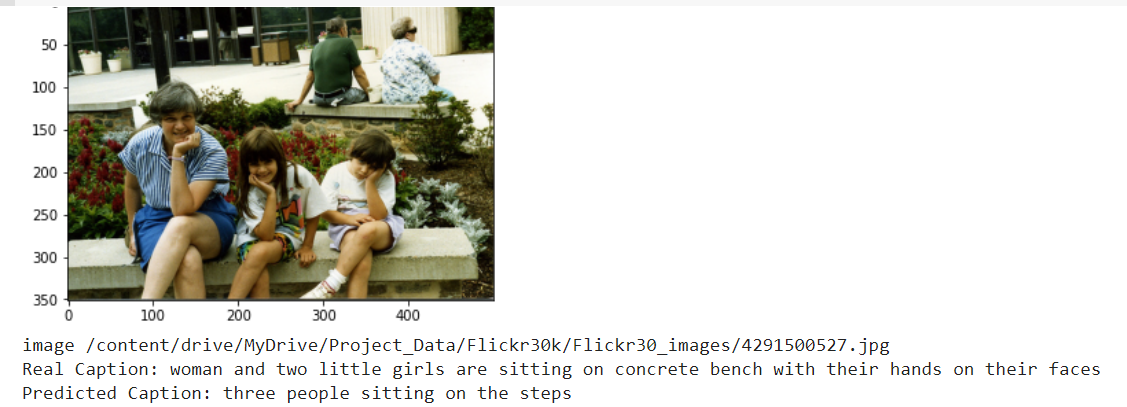 50
100
150
200
250
300
350
0 100 200 300 400
image /content/drive/MyDrive/Project_Data/Flickr30k/Flickr30_images/4291500527.jpg
Real Caption: woman and two little girls are sitting on concrete bench with their hands on their faces
Predicted Caption: three people sitting on the steps